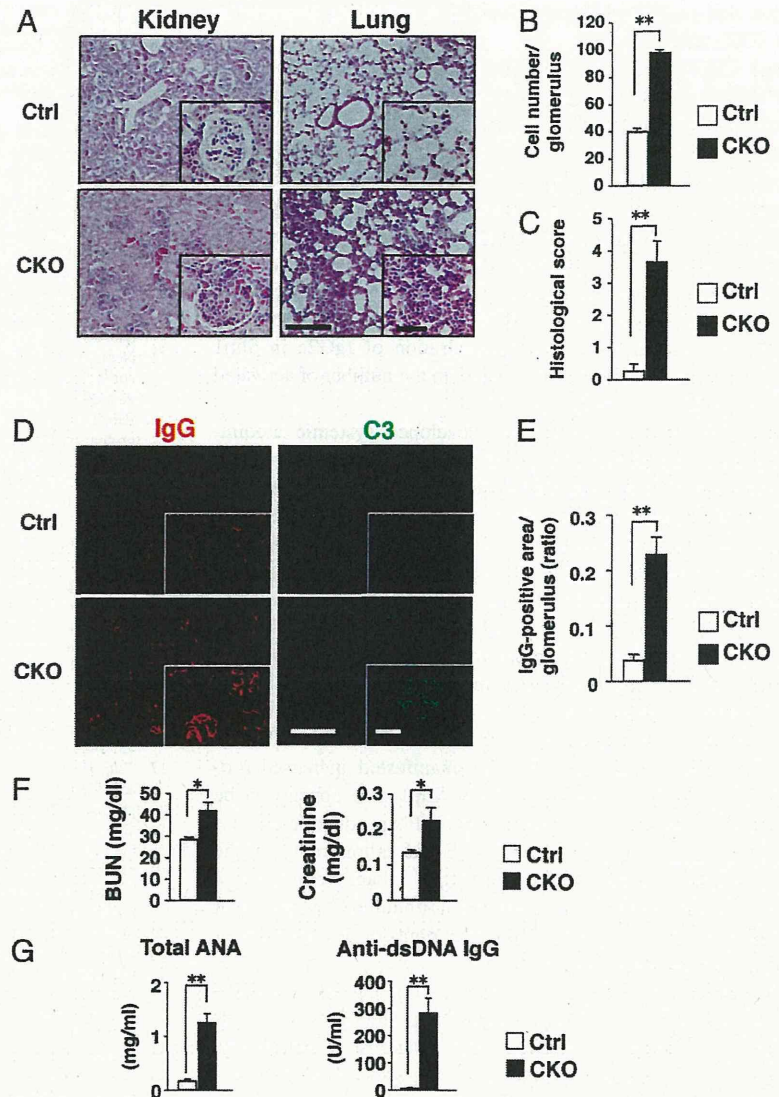 A
Kidney Lung
Ctrl
CKO
B
Cell number/
glomerulus
120
100
80
60
40
20
0
**
Ctrl
CKO
C
Histological score
5
4
3
2
1
0
**
Ctrl
CKO
D
IgG C3
Ctrl
CKO
E
IgG-positive area/
glomerulus (ratio)
0.3
0.2
0.1
0
**
Ctrl
CKO
F
BUN (mg/dl)
50
40
30
20
10
0
*
Creatinine
(mg/dl)
0.3
0.2
0.1
0
*
Ctrl
CKO
G
Total ANA
(mg/ml)
2
1
0
**
Anti-dsDNA IgG
(U/ml)
400
300
200
100
0
**
Ctrl
CKO